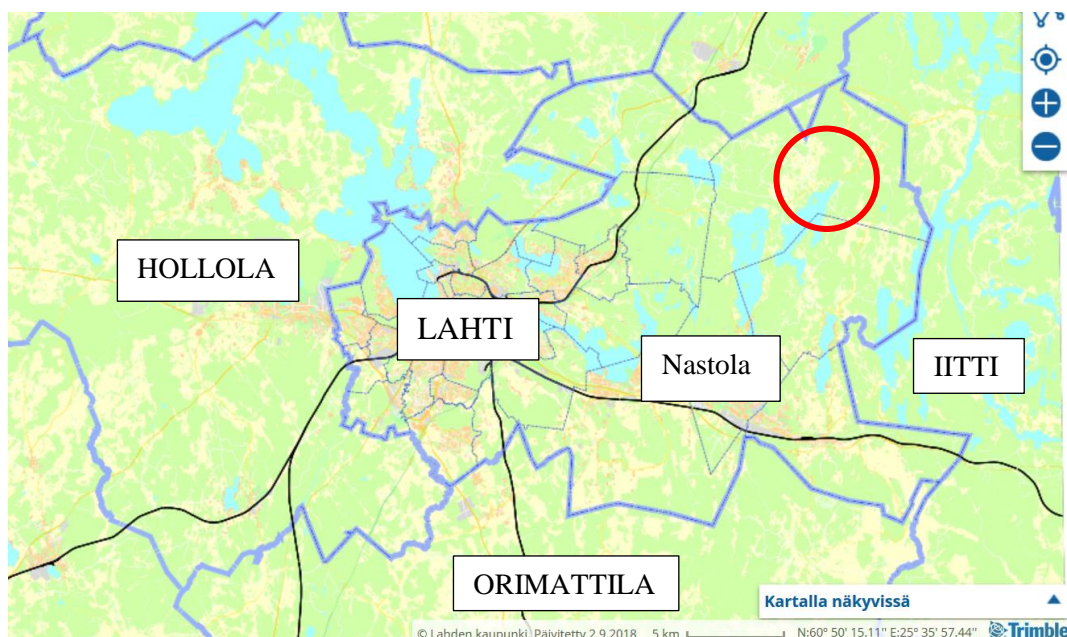 HOLLOLA
LAHTI
Nastola
IITTI
ORIMATTILA
Kartalla näkyvissä
© Lahden kaupunki, Päivitetty 2.9.2018 5 km N:60° 50' 15.11" E:25° 35' 57.44" Trimble